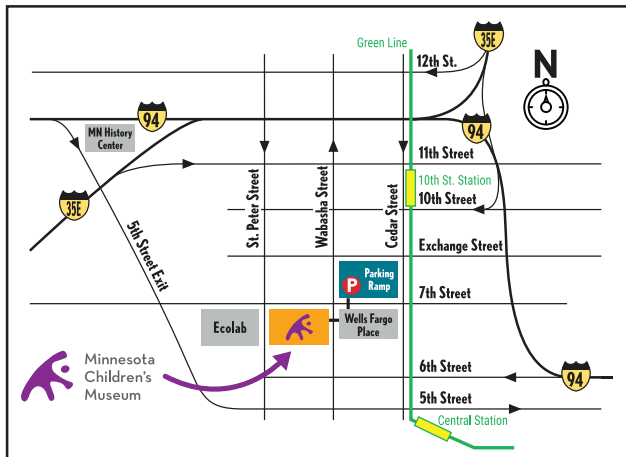 Green Line
35E
12th St.
N
94
MN History
Center
94
11th Street
10th St. Station
10th Street
35E
St. Peter Street
Wabasha Street
Cedar Street
5th Street Exit
Exchange Street
P
Parking
Ramp
7th Street
Ecolab
Wells Fargo
Place
Minnesota
Children's
Museum
6th Street
94
5th Street
Central Station